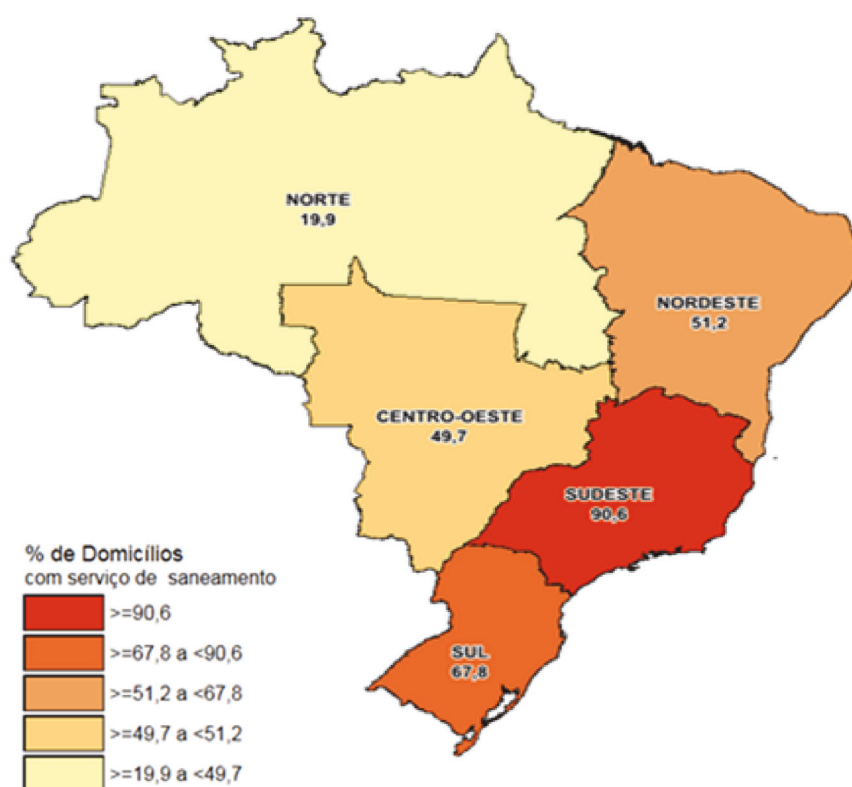 NORTE
19,9
NORDESTE
51,2
CENTRO-OESTE
49,7
SUDESTE
90,6
SUL
67,8
% de Domicílios
com serviço de saneamento
>=90,6
>=67,8 a <90,6
>=51,2 a <67,8
>=49,7 a <51,2
>=19,9 a <49,7